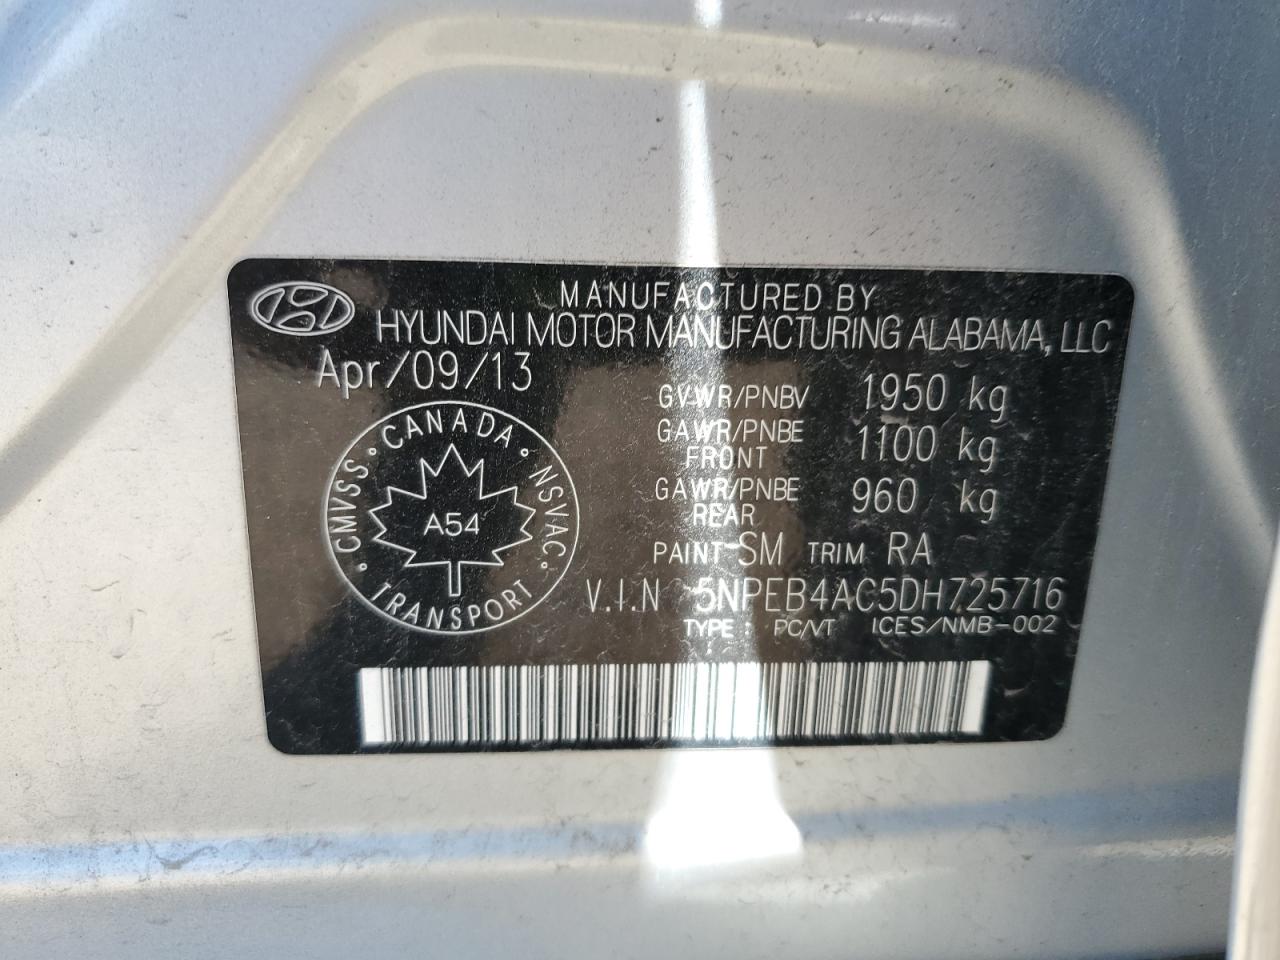 MANUFACTURED BY
HYUNDAI MOTOR MANUFACTURING ALABAMA, LLC
Apr/09/13
GVWR/PNBV 1950 kg
GAWR/PNBE FRONT 1100 kg
GAWR/PNBE REAR 960 kg
PAINT SM TRIM RA
V.I.N 5NPEB4AC5DH725716
TYPE : PC/VT ICES/NMB-002
• CANADA • NSVAC • TRANSPORT • CMVSS
A54